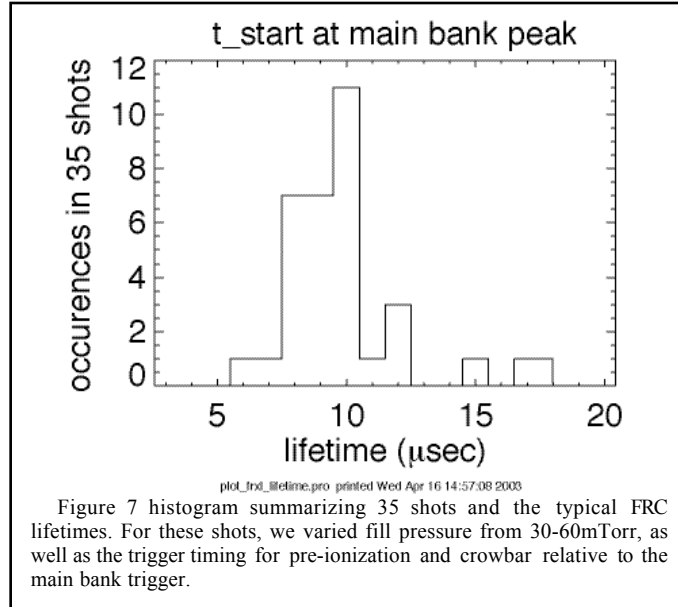 t_start at main bank peak
12
10
8
6
4
2
0
occurences in 35 shots
5 10 15 20
lifetime (μsec)
plot_frd_lifetime.pro printed Wed Apr 16 14:57:08 2003
Figure 7 histogram summarizing 35 shots and the typical FRC
lifetimes. For these shots, we varied fill pressure from 30-60mTorr, as
well as the trigger timing for pre-ionization and crowbar relative to the
main bank trigger.